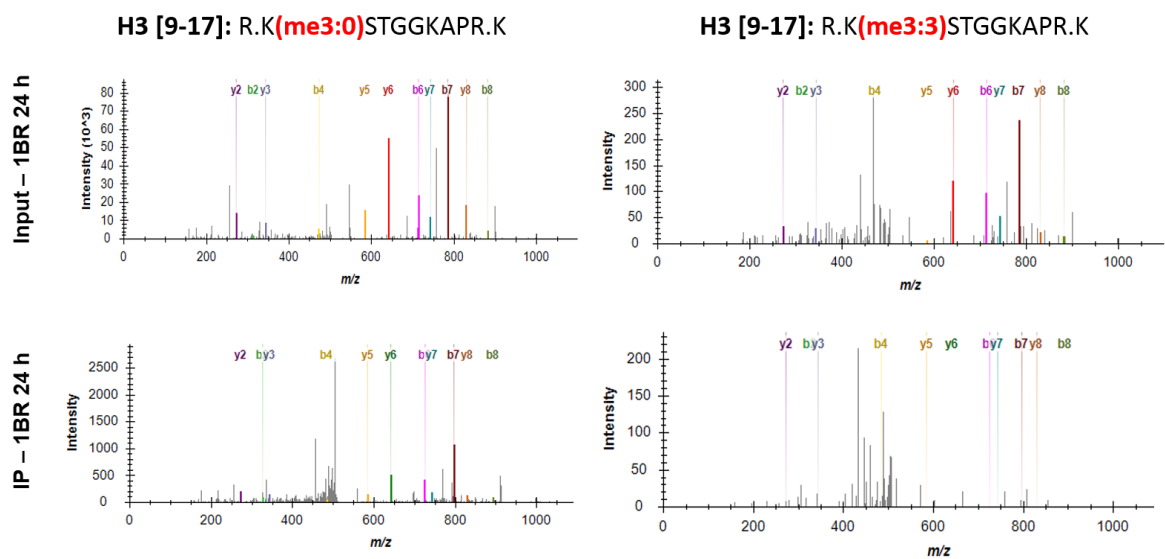 H3 [9-17]: R.K(me3:0)STGGKAPR.K
H3 [9-17]: R.K(me3:3)STGGKAPR.K
Input – 1BR 24 h
Intensity (10^3)
80
70
60
50
40
30
20
10
0
y2 b2 y3 b4 y5 y6 b6 y7 b7 y8 b8
0 200 400 600 800 1000
m/z
Intensity
300
250
200
150
100
50
0
y2 b2 y3 b4 y5 y6 b6 y7 b7 y8 b8
0 200 400 600 800 1000
m/z
IP – 1BR 24 h
Intensity
2500
2000
1500
1000
500
0
y2 b y3 b4 y5 y6 b y7 b7 y8 b8
0 200 400 600 800 1000
m/z
Intensity
200
150
100
50
0
y2 b y3 b4 y5 y6 b y7 b7 y8 b8
0 200 400 600 800 1000
m/z